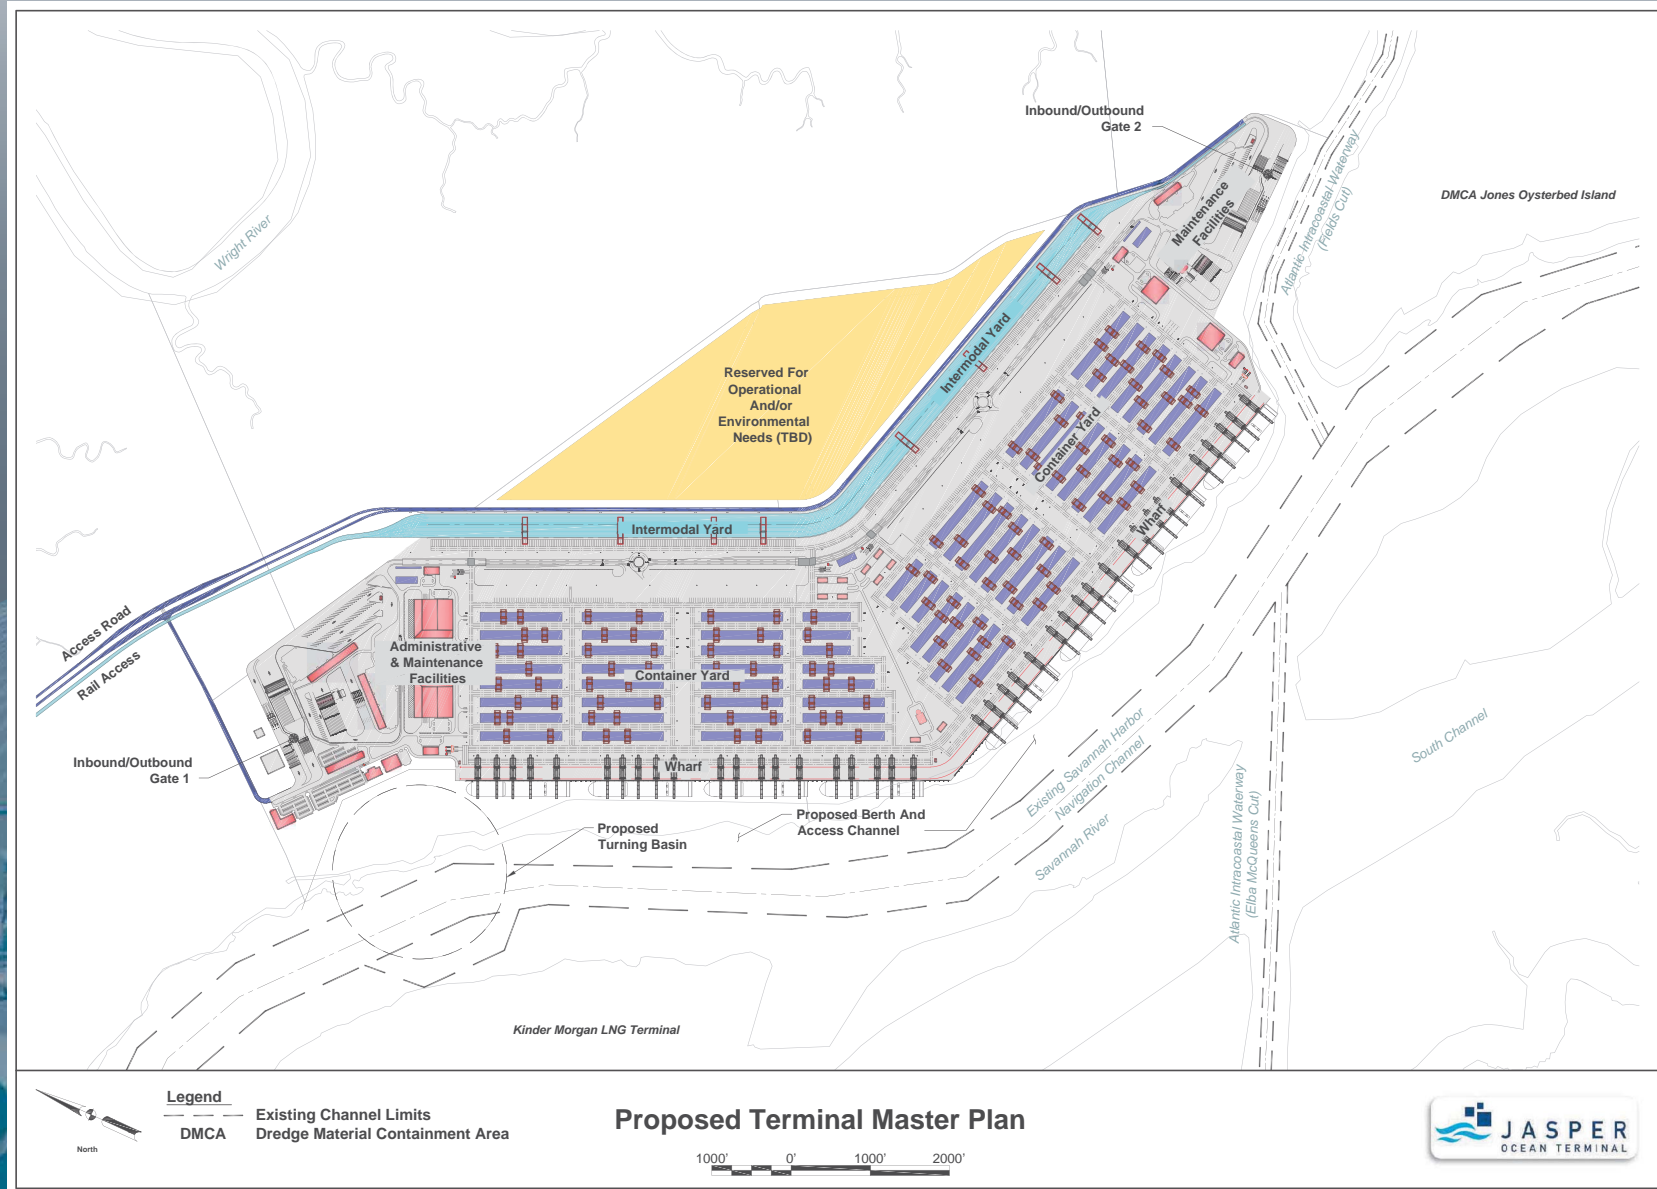 Inbound/Outbound
Gate 2
Maintenance
Facilities
Atlantic Intracoastal Waterway
(Fields Cut)
DMCA Jones Oysterbed Island
Wright River
Intermodal Yard
Reserved For
Operational
And/or
Environmental
Needs (TBD)
Container Yard
Wharf
Intermodal Yard
Access Road
Rail Access
Administrative
& Maintenance
Facilities
Container Yard
Inbound/Outbound
Gate 1
Wharf
Existing Savannah Harbor
Navigation Channel
South Channel
Proposed
Turning Basin
Proposed Berth And
Access Channel
Savannah River
Atlantic Intracoastal Waterway
(Elba McQueens Cut)
Kinder Morgan LNG Terminal
North
Legend
Existing Channel Limits
DMCA Dredge Material Containment Area
Proposed Terminal Master Plan
1000' 0' 1000' 2000'
JASPER
OCEAN TERMINAL